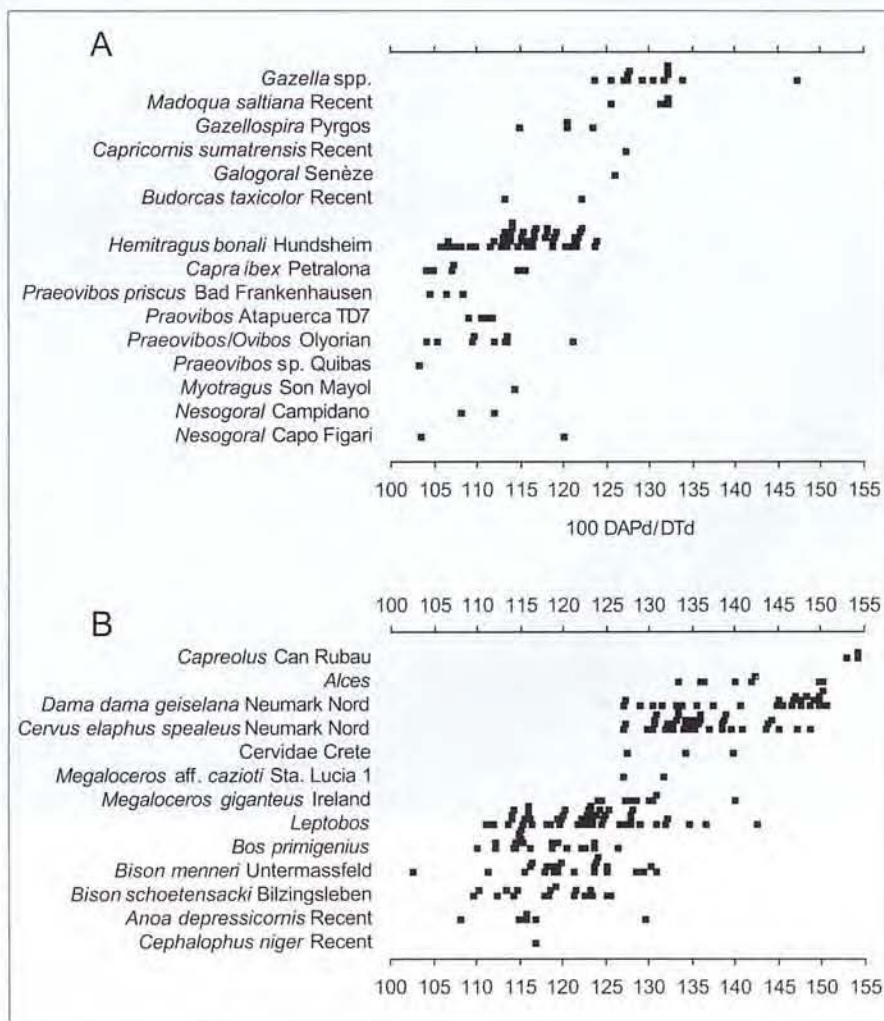 A
Gazella spp.
Madoqua saltiana Recent
Gazellospira Pyrgos
Capricornis sumatrensis Recent
Galogoral Senèze
Budorcas taxicolor Recent
Hemitragus bonali Hundsheim
Capra ibex Petralona
Praeovibos priscus Bad Frankenhausen
Praovibos Atapuerca TD7
Praeovibos/Ovibos Olyorian
Praeovibos sp. Quibas
Myotragus Son Mayol
Nesogoral Campidano
Nesogoral Capo Figari
100 105 110 115 120 125 130 135 140 145 150 155
100 DAPd/DTd
100 105 110 115 120 125 130 135 140 145 150 155
B
Capreolus Can Rubau
Alces
Dama dama geiselana Neumark Nord
Cervus elaphus spealeus Neumark Nord
Cervidae Crete
Megaloceros aff. cazioti Sta. Lucia 1
Megaloceros giganteus Ireland
Leptobos
Bos primigenius
Bison menneri Untermassfeld
Bison schoetensacki Bilzingsleben
Anoa depressicornis Recent
Cephalophus niger Recent
100 105 110 115 120 125 130 135 140 145 150 155